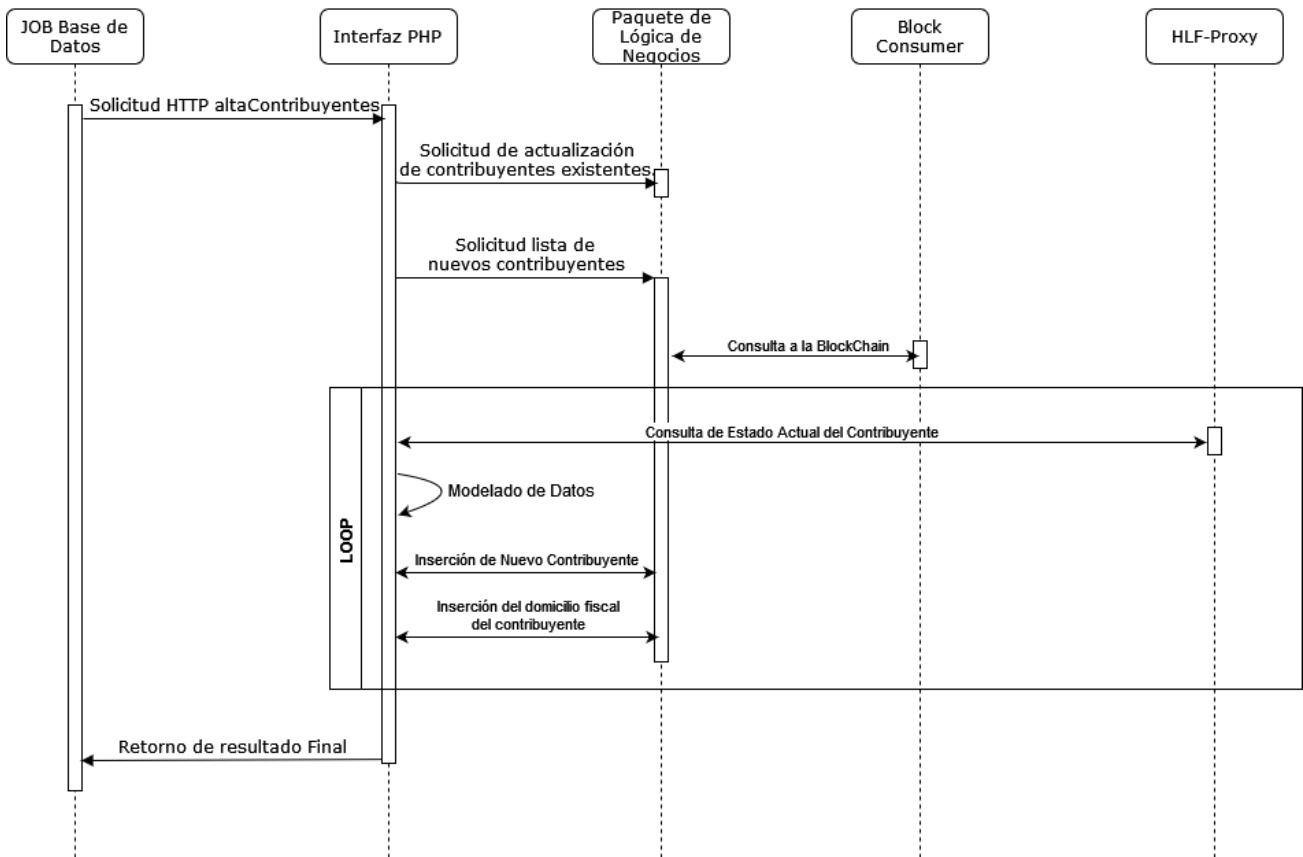 JOB Base de
Datos
Interfaz PHP
Paquete de
Lógica de
Negocios
Block
Consumer
HLF-Proxy
Solicitud HTTP altaContribuyentes
Solicitud de actualización
de contribuyentes existentes.
Solicitud lista de
nuevos contribuyentes
Consulta a la BlockChain
LOOP
Consulta de Estado Actual del Contribuyente
Modelado de Datos
Inserción de Nuevo Contribuyente
Inserción del domicilio fiscal
del contribuyente
Retorno de resultado Final